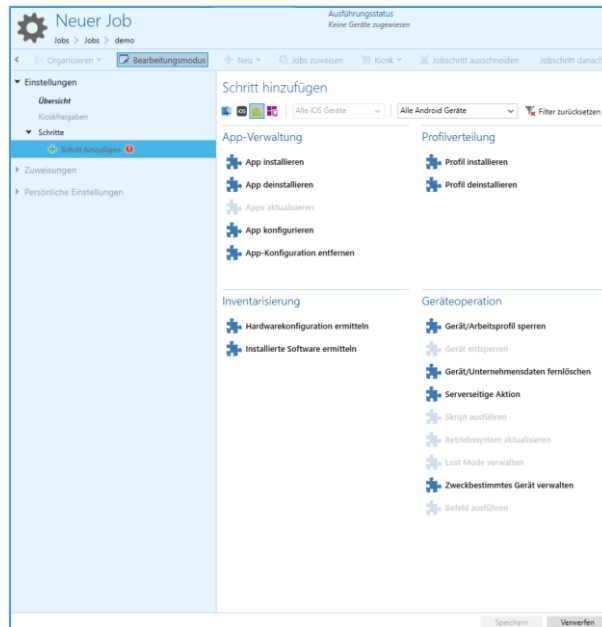 Neuer Job
Jobs > Jobs > demo
Ausführungsstatus
Keine Geräte zugewiesen
Organisieren
Bearbeitungsmodus
Neu
Jobs zuweisen
Kiosk
Jobschritt ausschneiden
Jobschritt danach
Einstellungen
Übersicht
Kioskfreigaben
Schritte
Schritt hinzufügen
Zuweisungen
Persönliche Einstellungen
Schritt hinzufügen
iOS
Alle iOS Geräte
Alle Android Geräte
Filter zurücksetzen
App-Verwaltung
App installieren
App deinstallieren
Apps aktualisieren
App konfigurieren
App-Konfiguration entfernen
Profilverteilung
Profil installieren
Profil deinstallieren
Inventarisierung
Hardwarekonfiguration ermitteln
Installierte Software ermitteln
Geräteoperation
Gerät/Arbeitsprofil sperren
Gerät entsperren
Gerät/Unternehmensdaten fernlöschen
Serverseitige Aktion
Skript ausführen
Betriebssystem aktualisieren
Lost Mode verwalten
Zweckbestimmtes Gerät verwalten
Befehl ausführen
Speichern
Verwerfen